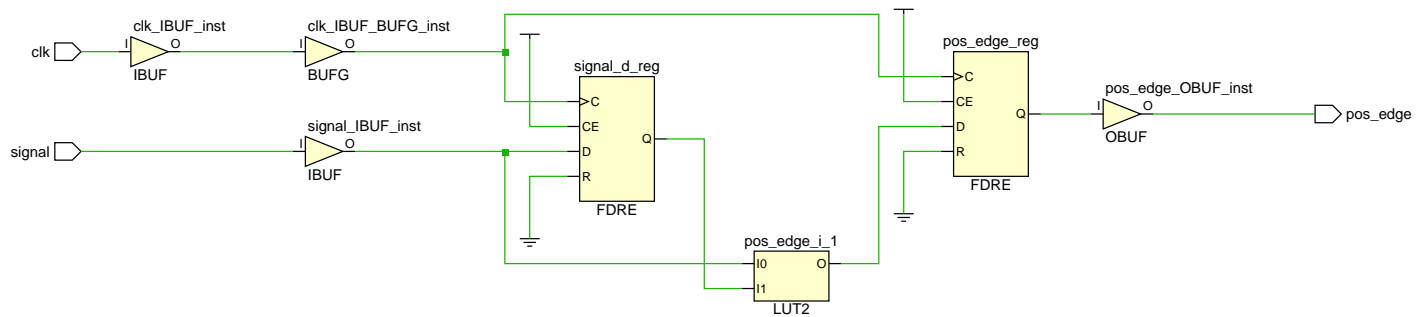 clk
clk_IBUF_inst
I
O
IBUF
clk_IBUF_BUFG_inst
I
O
BUFG
signal
signal_IBUF_inst
I
O
IBUF
signal_d_reg
C
CE
D
R
Q
FDRE
pos_edge_i_1
I0
I1
O
LUT2
pos_edge_reg
C
CE
D
R
Q
FDRE
pos_edge_OBUF_inst
I
O
OBUF
pos_edge